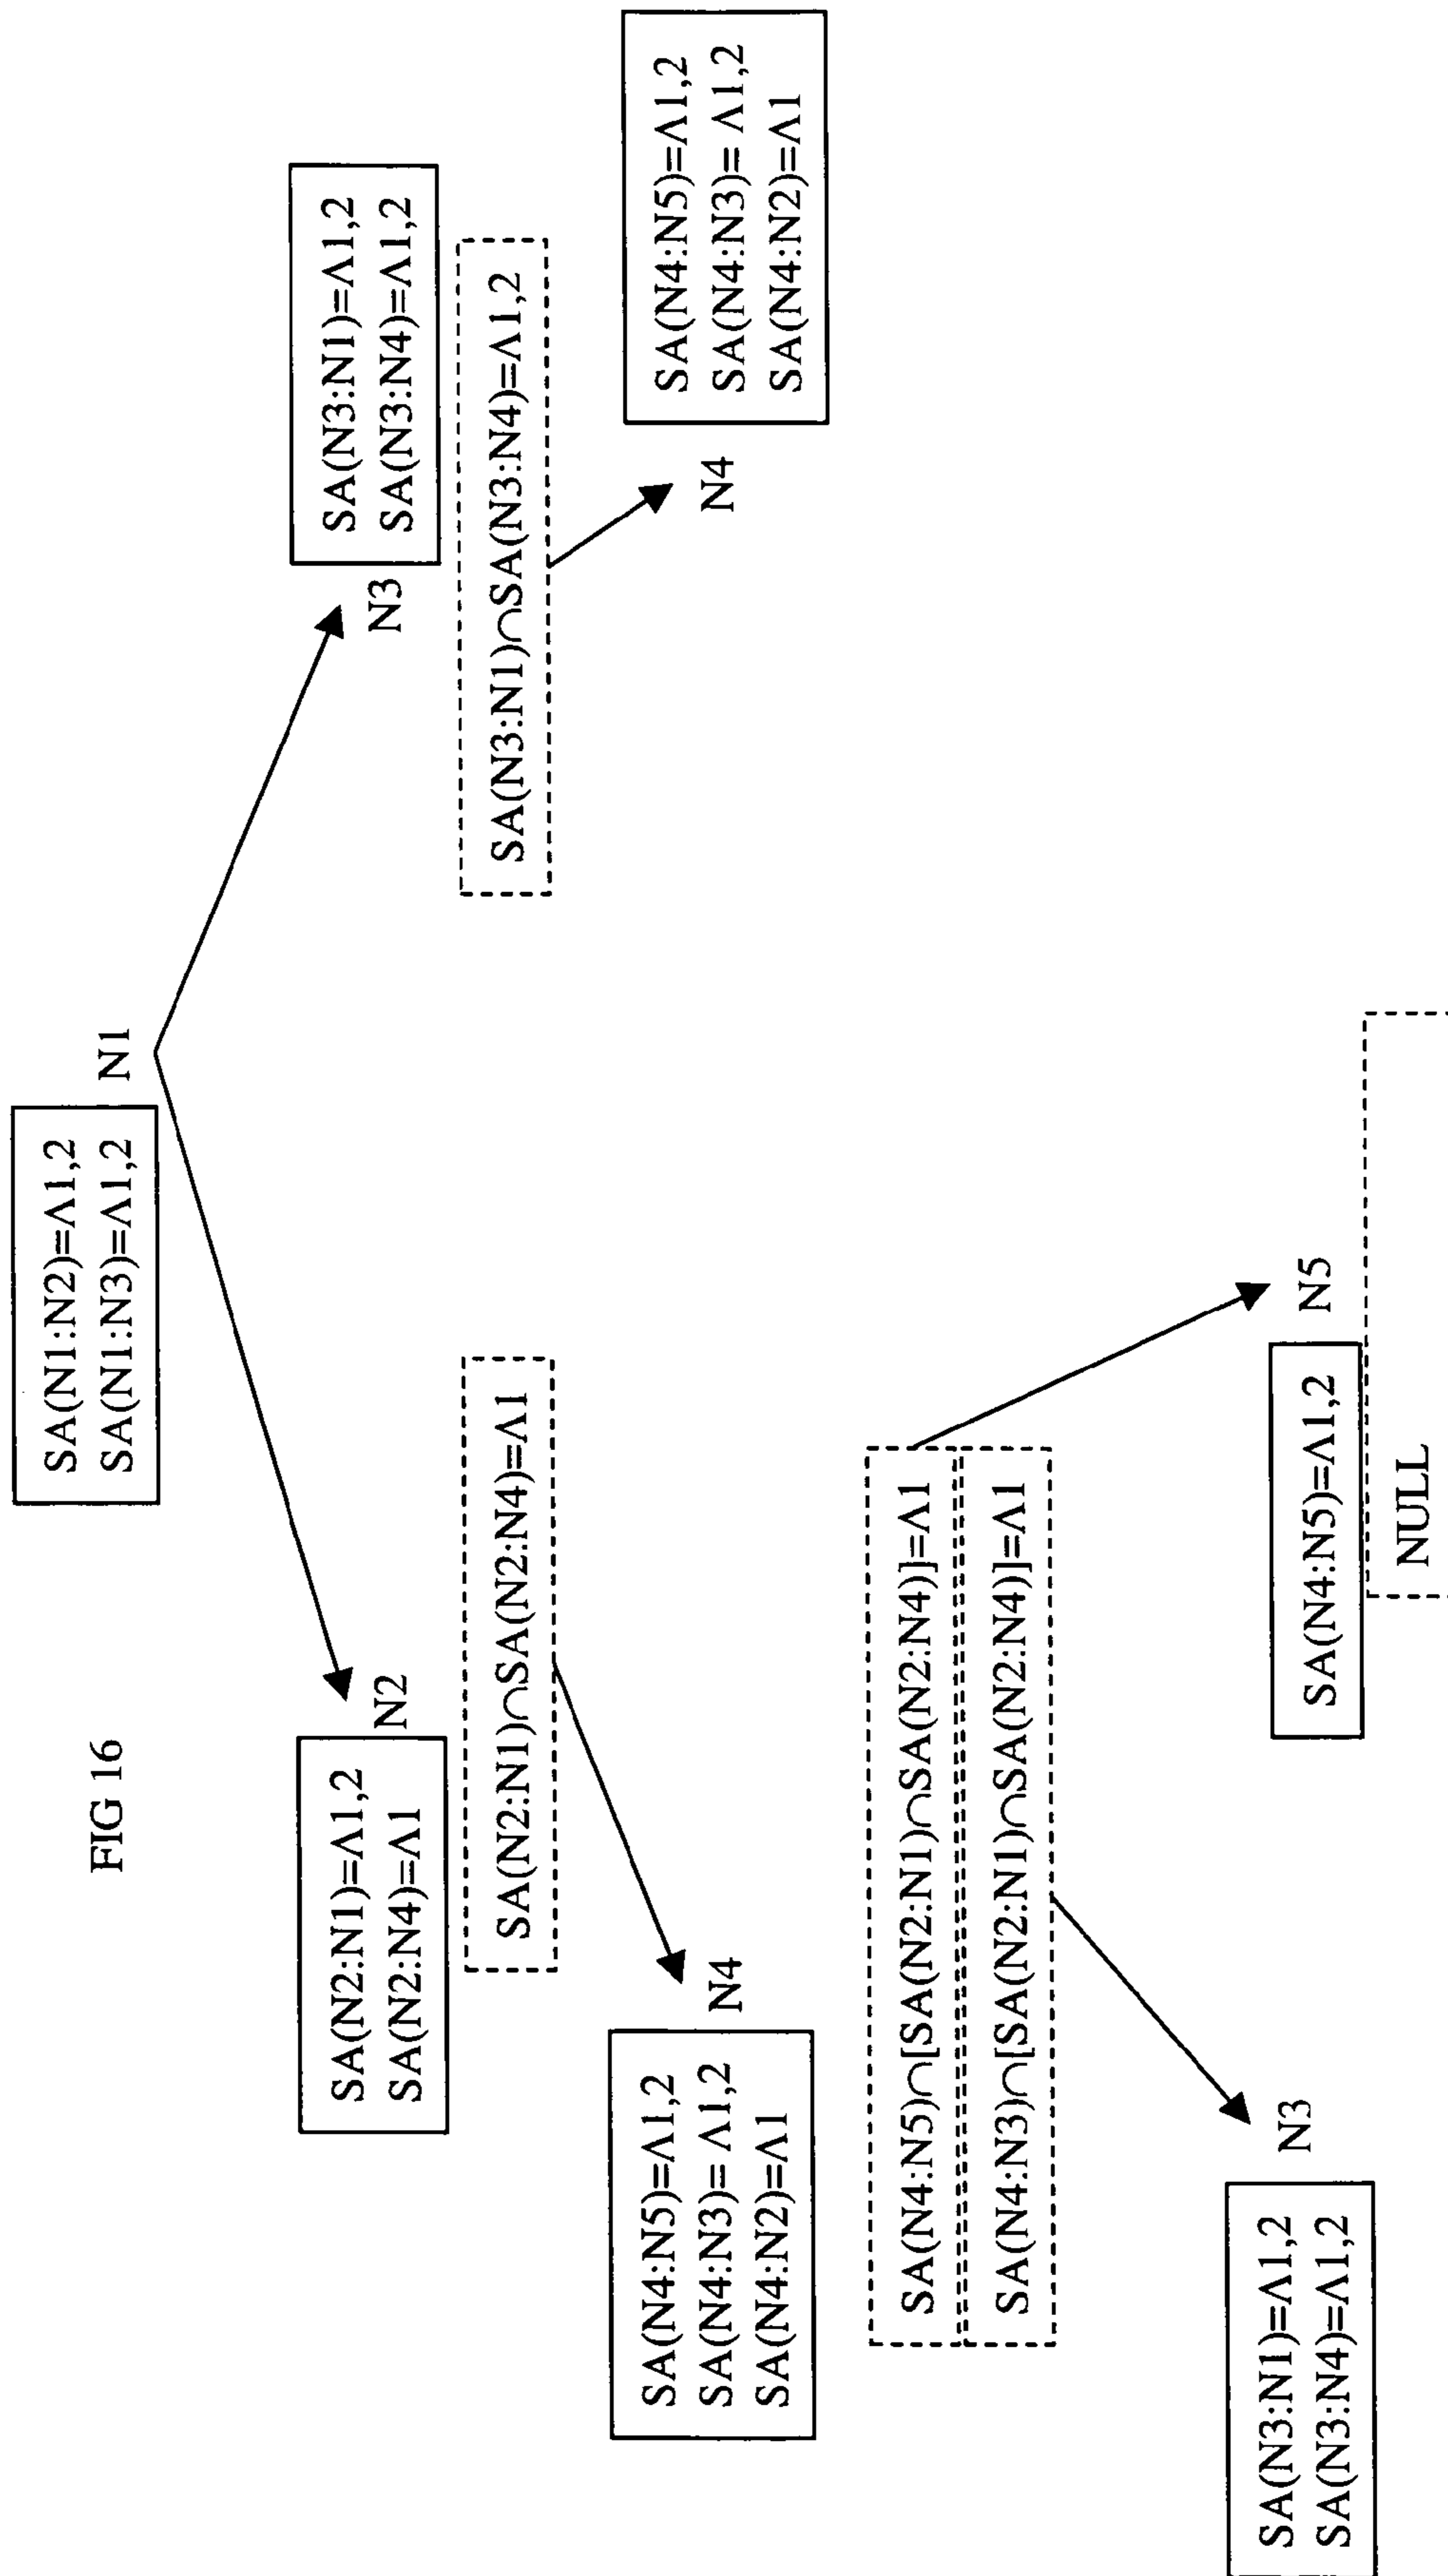 FIG 16
SA(N1:N2)=Λ1,2
SA(N1:N3)=Λ1,2
N1
SA(N2:N1)=Λ1,2
SA(N2:N4)=Λ1
N2
SA(N2:N1)∩SA(N2:N4)=Λ1
N3
SA(N3:N1)=Λ1,2
SA(N3:N4)=Λ1,2
SA(N3:N1)∩SA(N3:N4)=Λ1,2
SA(N4:N5)=Λ1,2
SA(N4:N3)= Λ1,2
SA(N4:N2)=Λ1
N4
N4
SA(N4:N5)=Λ1,2
SA(N4:N3)= Λ1,2
SA(N4:N2)=Λ1
SA(N4:N5)∩[SA(N2:N1)∩SA(N2:N4)]=Λ1
SA(N4:N3)∩[SA(N2:N1)∩SA(N2:N4)]=Λ1
SA(N3:N1)=Λ1,2
SA(N3:N4)=Λ1,2
N3
SA(N4:N5)=Λ1,2
N5
NULL